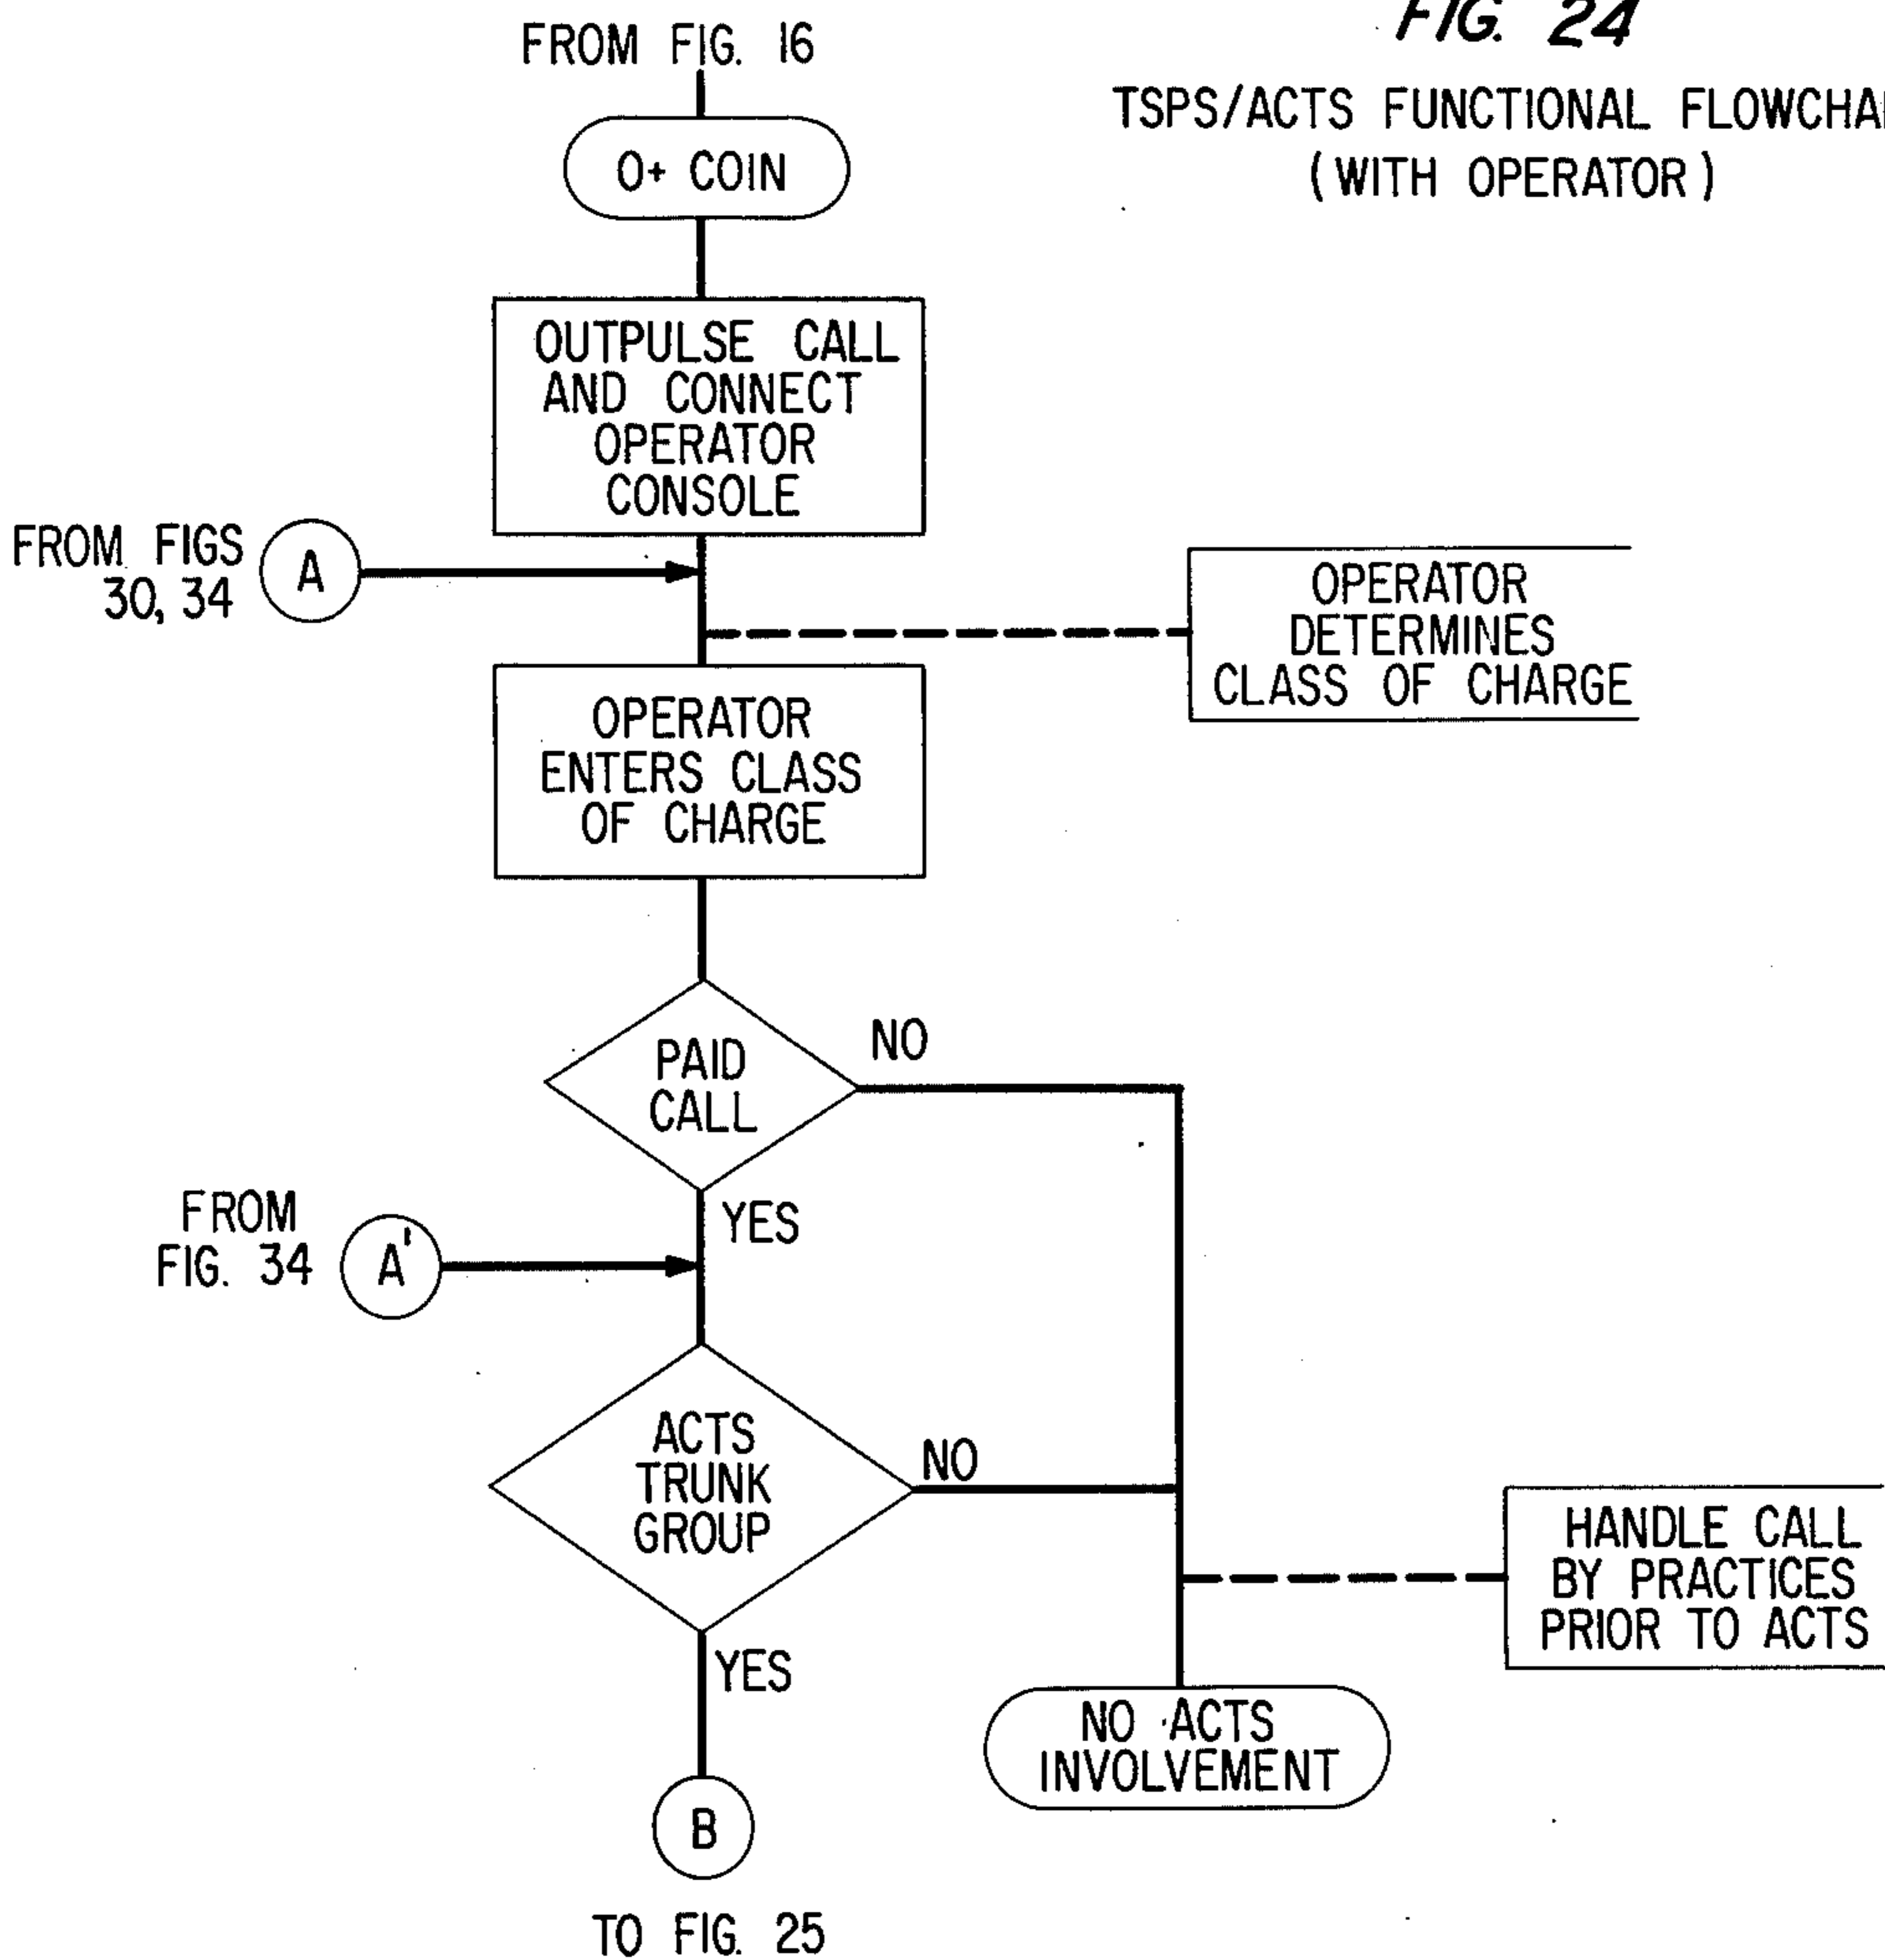 FROM FIG. 16
FIG. 24
TSPS/ACTS FUNCTIONAL FLOWCHA
(WITH OPERATOR)
0+ COIN
OUTPULSE CALL
AND CONNECT
OPERATOR
CONSOLE
FROM FIGS
30, 34
A
OPERATOR
DETERMINES
CLASS OF CHARGE
OPERATOR
ENTERS CLASS
OF CHARGE
PAID
CALL
NO
YES
FROM
FIG. 34
A'
ACTS
TRUNK
GROUP
NO
YES
HANDLE CALL
BY PRACTICES
PRIOR TO ACTS
NO ACTS
INVOLVEMENT
B
TO FIG. 25